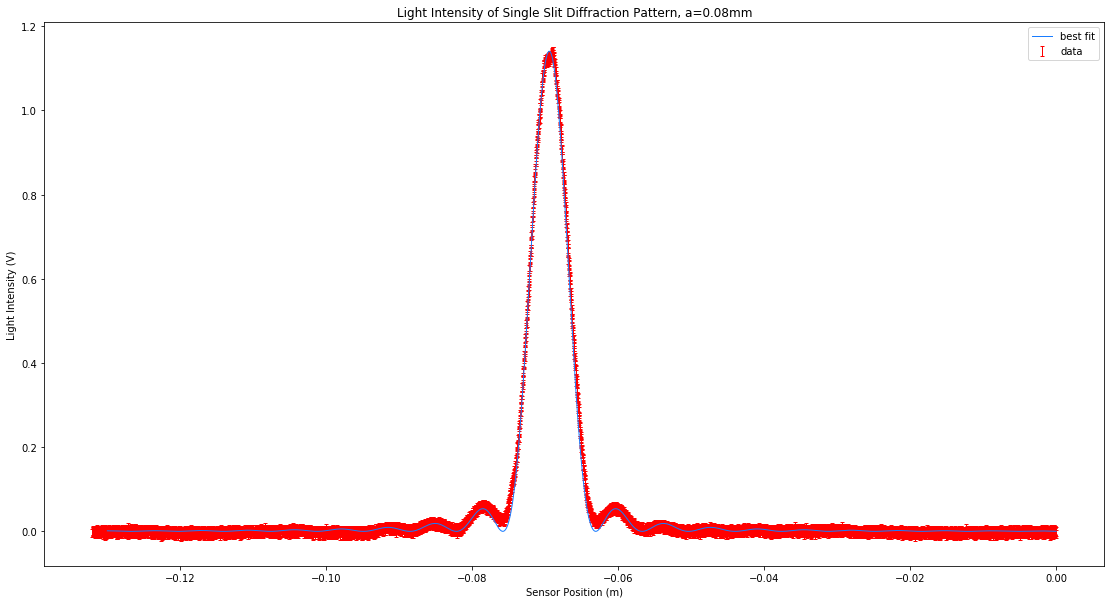 Light Intensity of Single Slit Diffraction Pattern, a=0.08mm
best fit
data
1.2
1.0
0.8
0.6
0.4
0.2
0.0
Light Intensity (V)
−0.12
−0.10
−0.08
−0.06
−0.04
−0.02
0.00
Sensor Position (m)